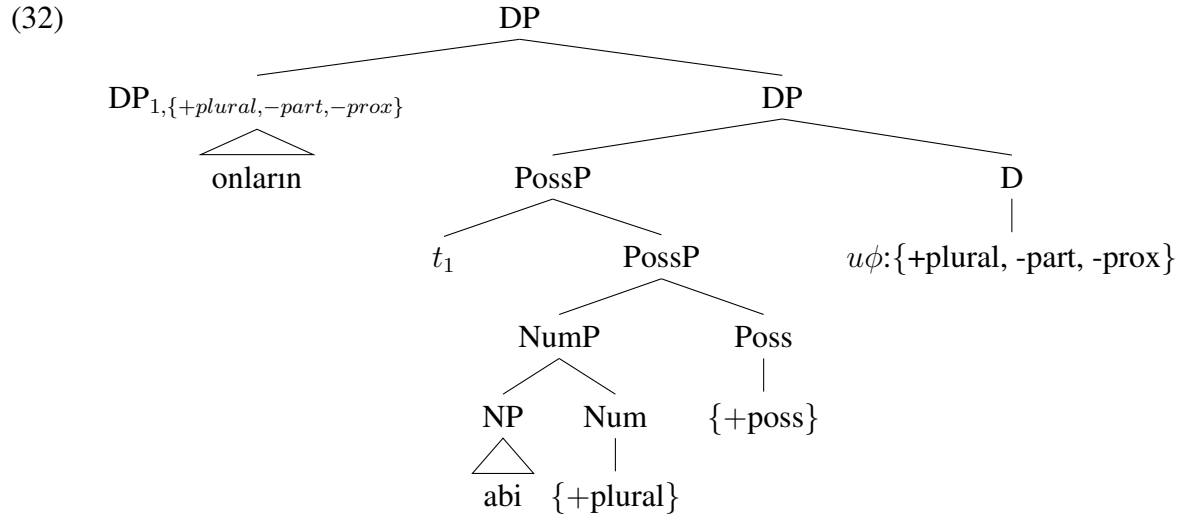 (32)
DP
DP1,{+plural,−part,−prox} DP
onların PossP D
t1 PossP uϕ:{+plural, -part, -prox}
NumP Poss
NP Num {+poss}
abi {+plural}